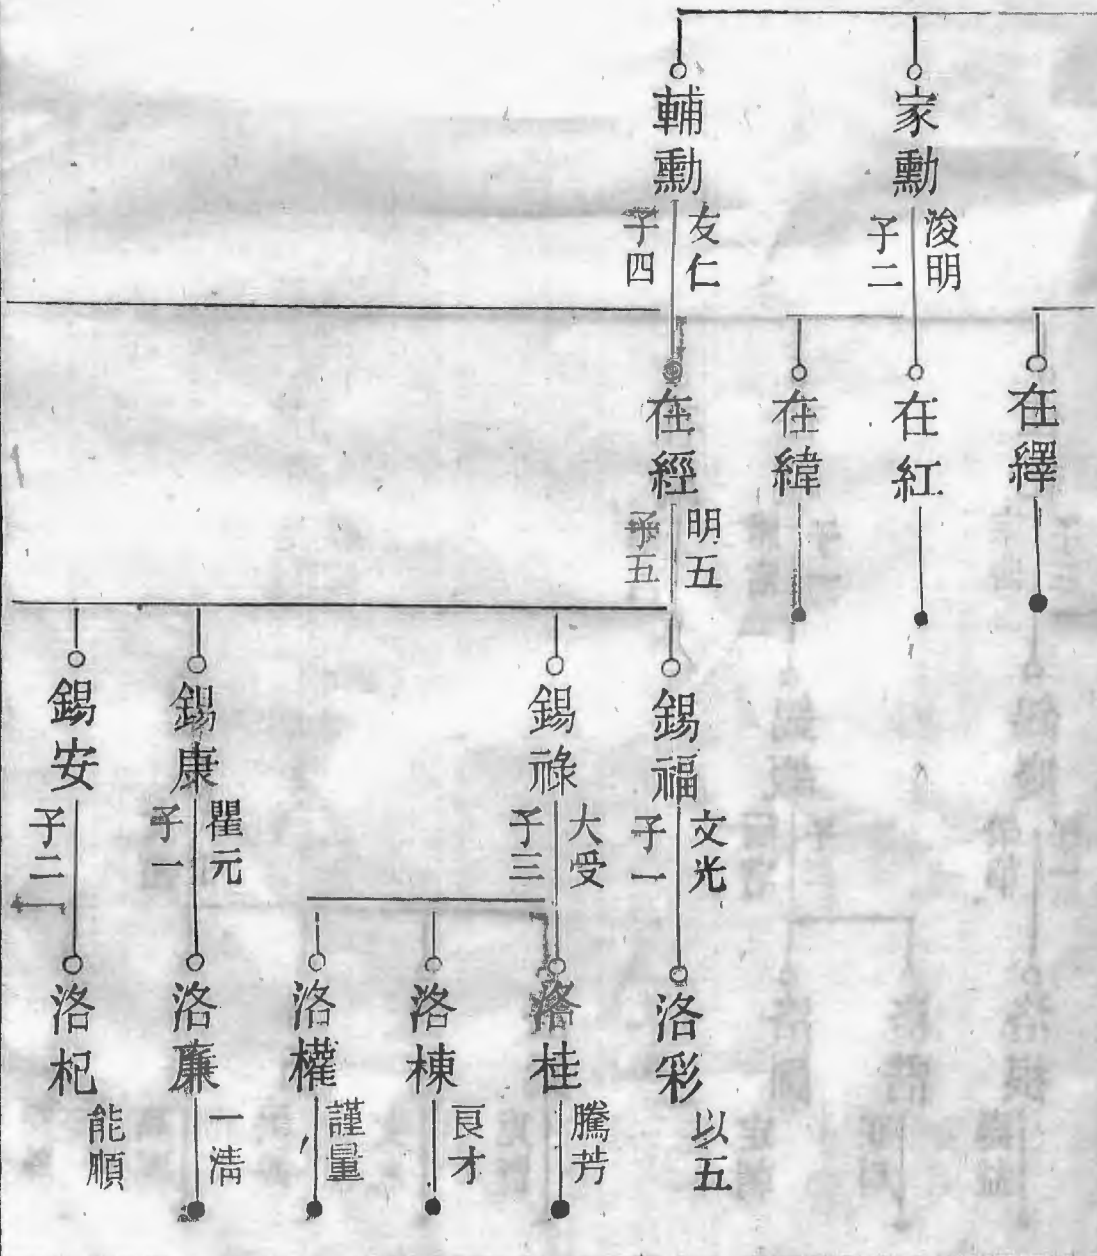 家勳
浚明
子二
輔勳
友仁
子四
在繹
在紅
在緯
在經
明五
子五
錫福
文光
子一
錫祿
大受
子三
錫康
瞿元
子一
錫安
子二
洛彩
以五
洛桂
騰芳
洛棟
良才
洛權
謹量
洛廉
一清
洛杞
能順